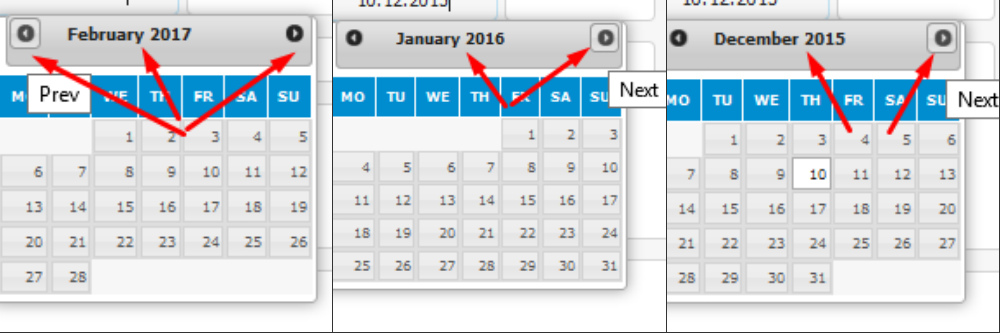 February 2017
Prev
WE TH FR SA SU
1 2 3 4 5
6 7 8 9 10 11 12
13 14 15 16 17 18 19
20 21 22 23 24 25 26
27 28
10.12.2015
January 2016
Next
MO TU WE TH FR SA SU
1 2 3
4 5 6 7 8 9 10
11 12 13 14 15 16 17
18 19 20 21 22 23 24
25 26 27 28 29 30 31
10.12.2015
December 2015
Next
MO TU WE TH FR SA SU
1 2 3 4 5 6
7 8 9 10 11 12 13
14 15 16 17 18 19 20
21 22 23 24 25 26 27
28 29 30 31